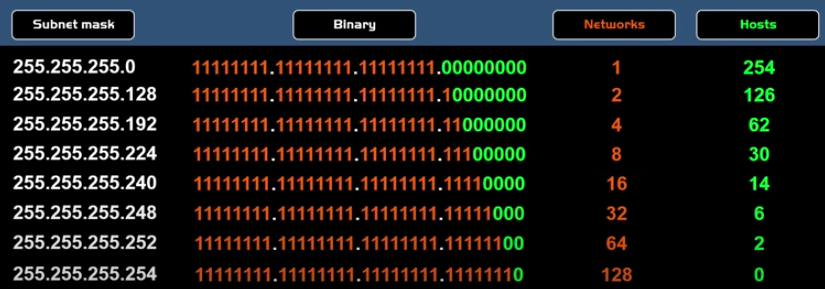 Subnet mask Binary Networks Hosts
255.255.255.0 11111111.11111111.11111111.00000000 1 254
255.255.255.128 11111111.11111111.11111111.10000000 2 126
255.255.255.192 11111111.11111111.11111111.11000000 4 62
255.255.255.224 11111111.11111111.11111111.11100000 8 30
255.255.255.240 11111111.11111111.11111111.11110000 16 14
255.255.255.248 11111111.11111111.11111111.11111000 32 6
255.255.255.252 11111111.11111111.11111111.11111100 64 2
255.255.255.254 11111111.11111111.11111111.11111110 128 0